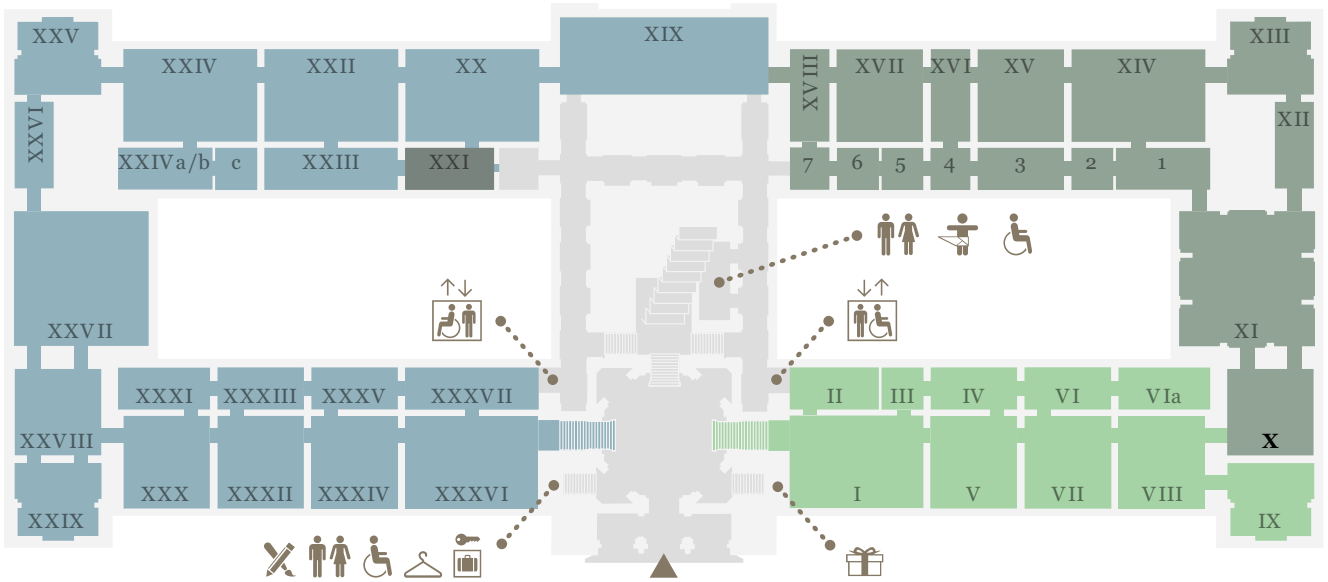 XXV XXIV XXII XX XIX XVIII XVII XVI XV XIV XIII
XXVI XII
XXIVa/b c XXIII XXI 7 6 5 4 3 2 1
XXVII XI
XXXI XXXIII XXXV XXXVII II III IV VI VIa
XXVIII X
XXX XXXII XXXIV XXXVI I V VII VIII
XXIX IX